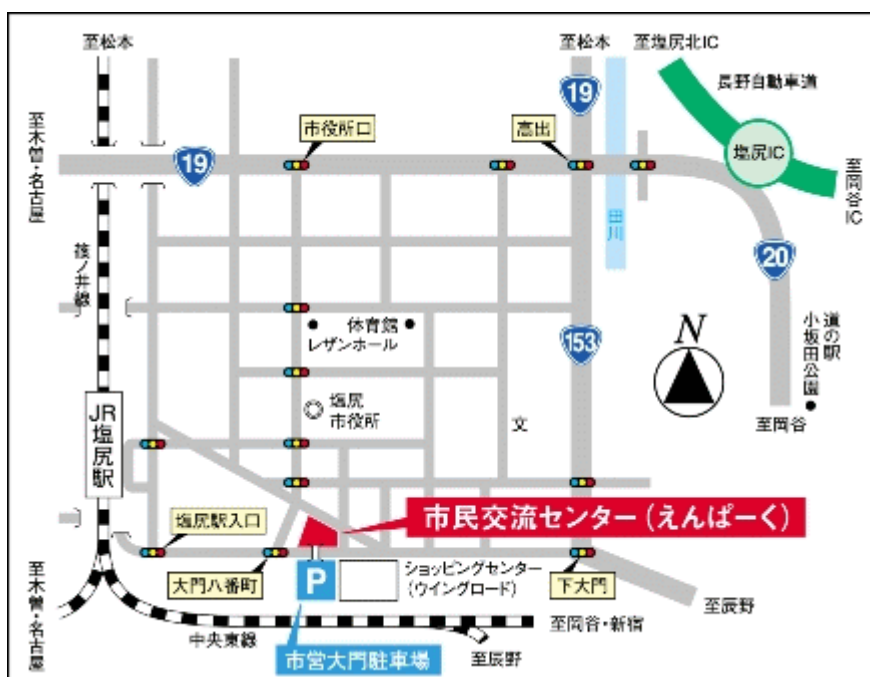 至松本
至松本
至塩尻北IC
長野自動車道
19
市役所口
高出
塩尻IC
19
至木曽・名古屋
至岡谷IC
田川
20
篠ノ井線
体育館
レザンホール
153
N
道の駅
小坂田公園
塩尻
市役所
JR塩尻駅
文
至岡谷
市民交流センター(えんぱーく)
塩尻駅入口
大門八番町
P
ショッピングセンター
(ウイングロード)
下大門
至木曽・名古屋
至辰野
中央東線
至岡谷・新宿
市営大門駐車場
至辰野